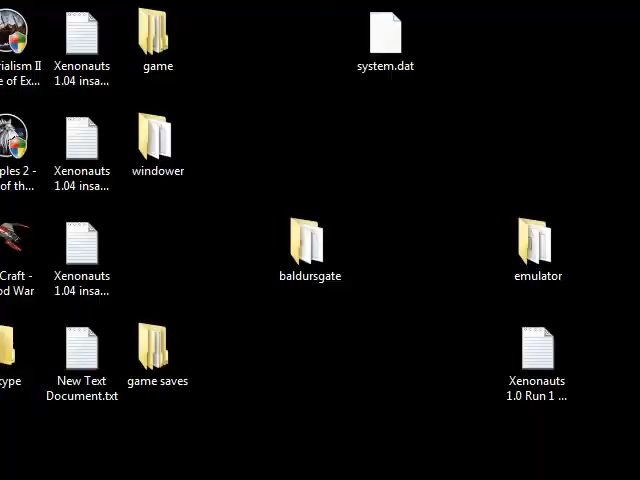 rialism II
e of Ex...
Xenonauts
1.04 insa...
game
system.dat
ples 2 -
of th...
Xenonauts
1.04 insa...
windower
Craft -
od War
Xenonauts
1.04 insa...
baldursgate
emulator
kype
New Text
Document.txt
game saves
Xenonauts
1.0 Run 1 ...